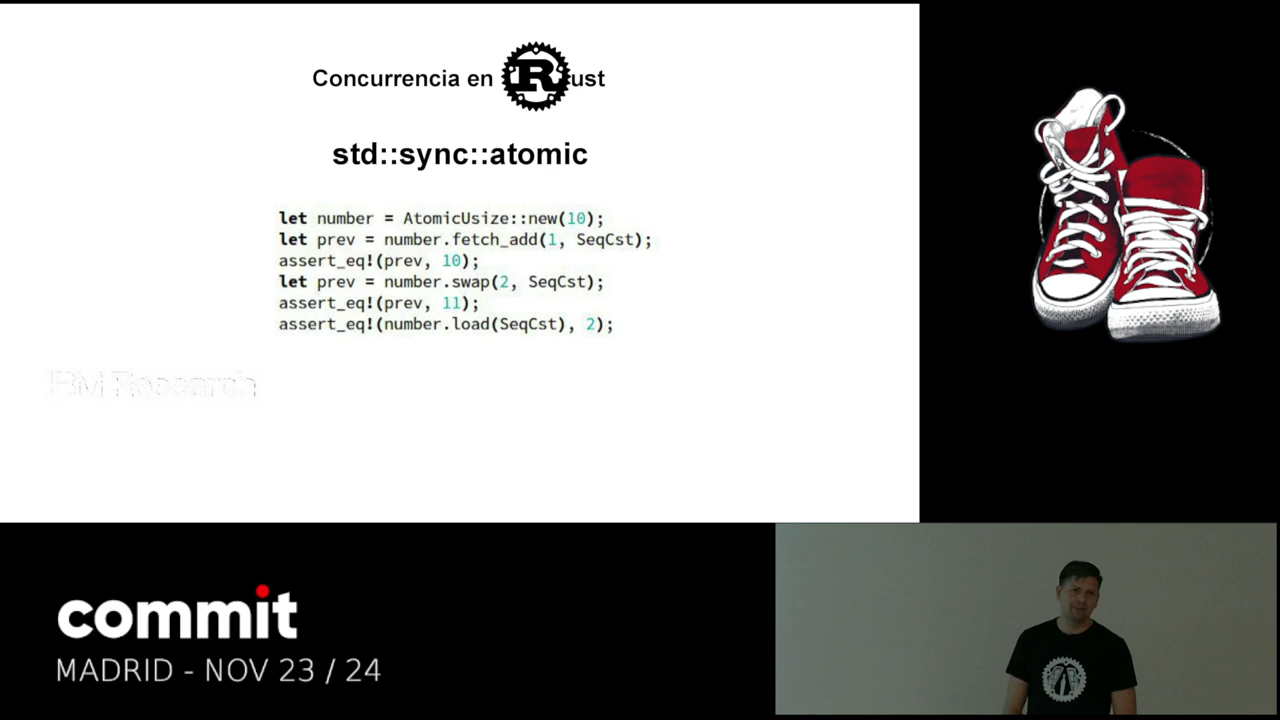 Concurrencia en Rust
std::sync::atomic
let number = AtomicUsize::new(10);
let prev = number.fetch_add(1, SeqCst);
assert_eq!(prev, 10);
let prev = number.swap(2, SeqCst);
assert_eq!(prev, 11);
assert_eq!(number.load(SeqCst), 2);
IBM Research
commit
MADRID - NOV 23 / 24